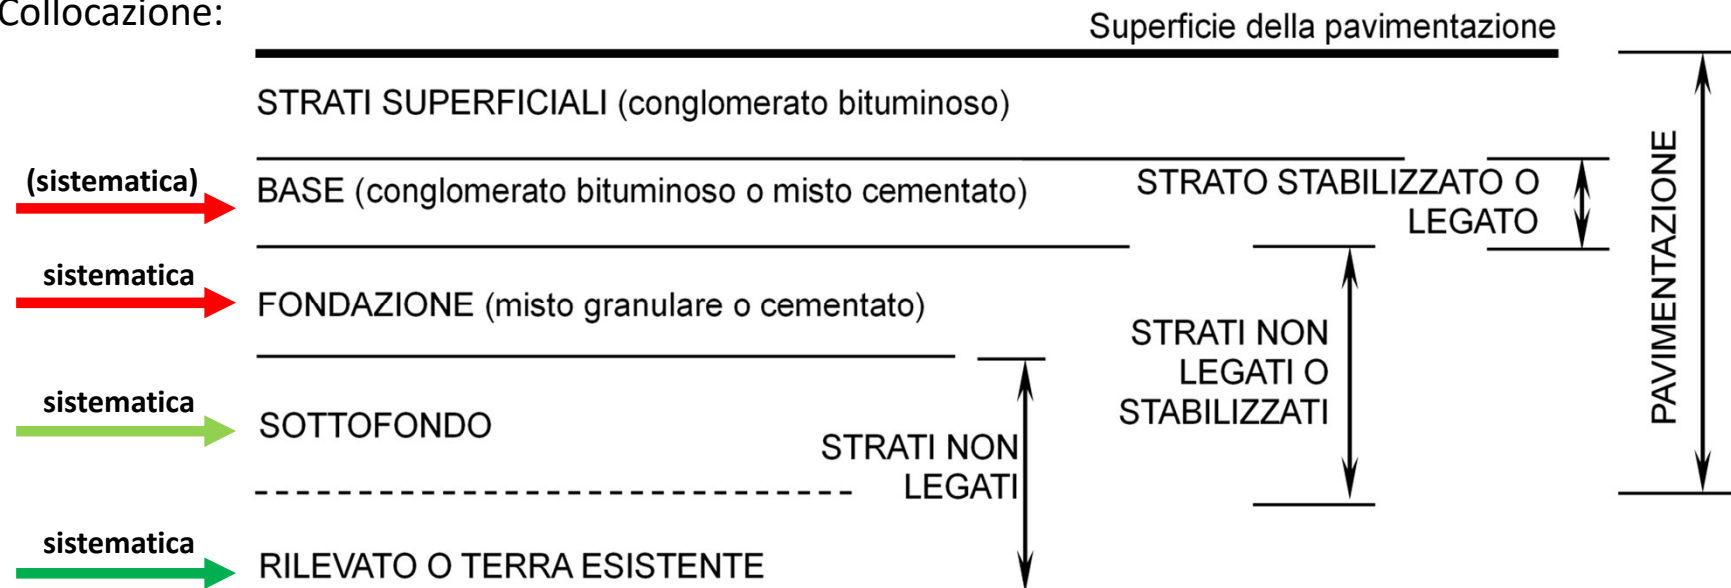 Collocazione:
Superficie della pavimentazione
STRATI SUPERFICIALI (conglomerato bituminoso)
(sistematica)
BASE (conglomerato bituminoso o misto cementato)
STRATO STABILIZZATO O
LEGATO
sistematica
FONDAZIONE (misto granulare o cementato)
STRATI NON
LEGATI O
STABILIZZATI
PAVIMENTAZIONE
sistematica
SOTTOFONDO
STRATI NON
LEGATI
sistematica
RILEVATO O TERRA ESISTENTE